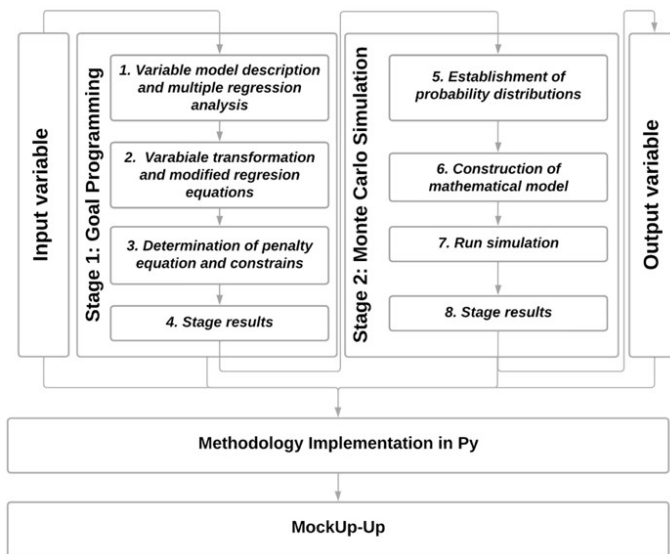 Input variable
Stage 1: Goal Programming
1. Variable model description
and multiple regression
analysis
2. Varabiale transformation
and modified regresion
equations
3. Determination of penalty
equation and constrains
4. Stage results
Stage 2: Monte Carlo Simulation
5. Establishment of
probability distributions
6. Construction of
mathematical model
7. Run simulation
8. Stage results
Output variable
Methodology Implementation in Py
MockUp-Up